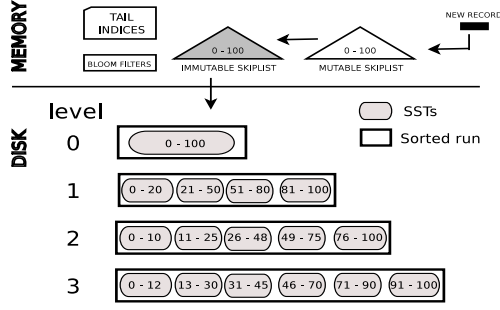 MEMORY
TAIL
INDICES
BLOOM FILTERS
0 - 100
IMMUTABLE SKIPLIST
0 - 100
MUTABLE SKIPLIST
NEW RECORD
DISK
level
SSTs
Sorted run
0
0 - 100
1
0 - 20 21 - 50 51 - 80 81 - 100
2
0 - 10 11 - 25 26 - 48 49 - 75 76 - 100
3
0 - 12 13 - 30 31 - 45 46 - 70 71 - 90 91 - 100